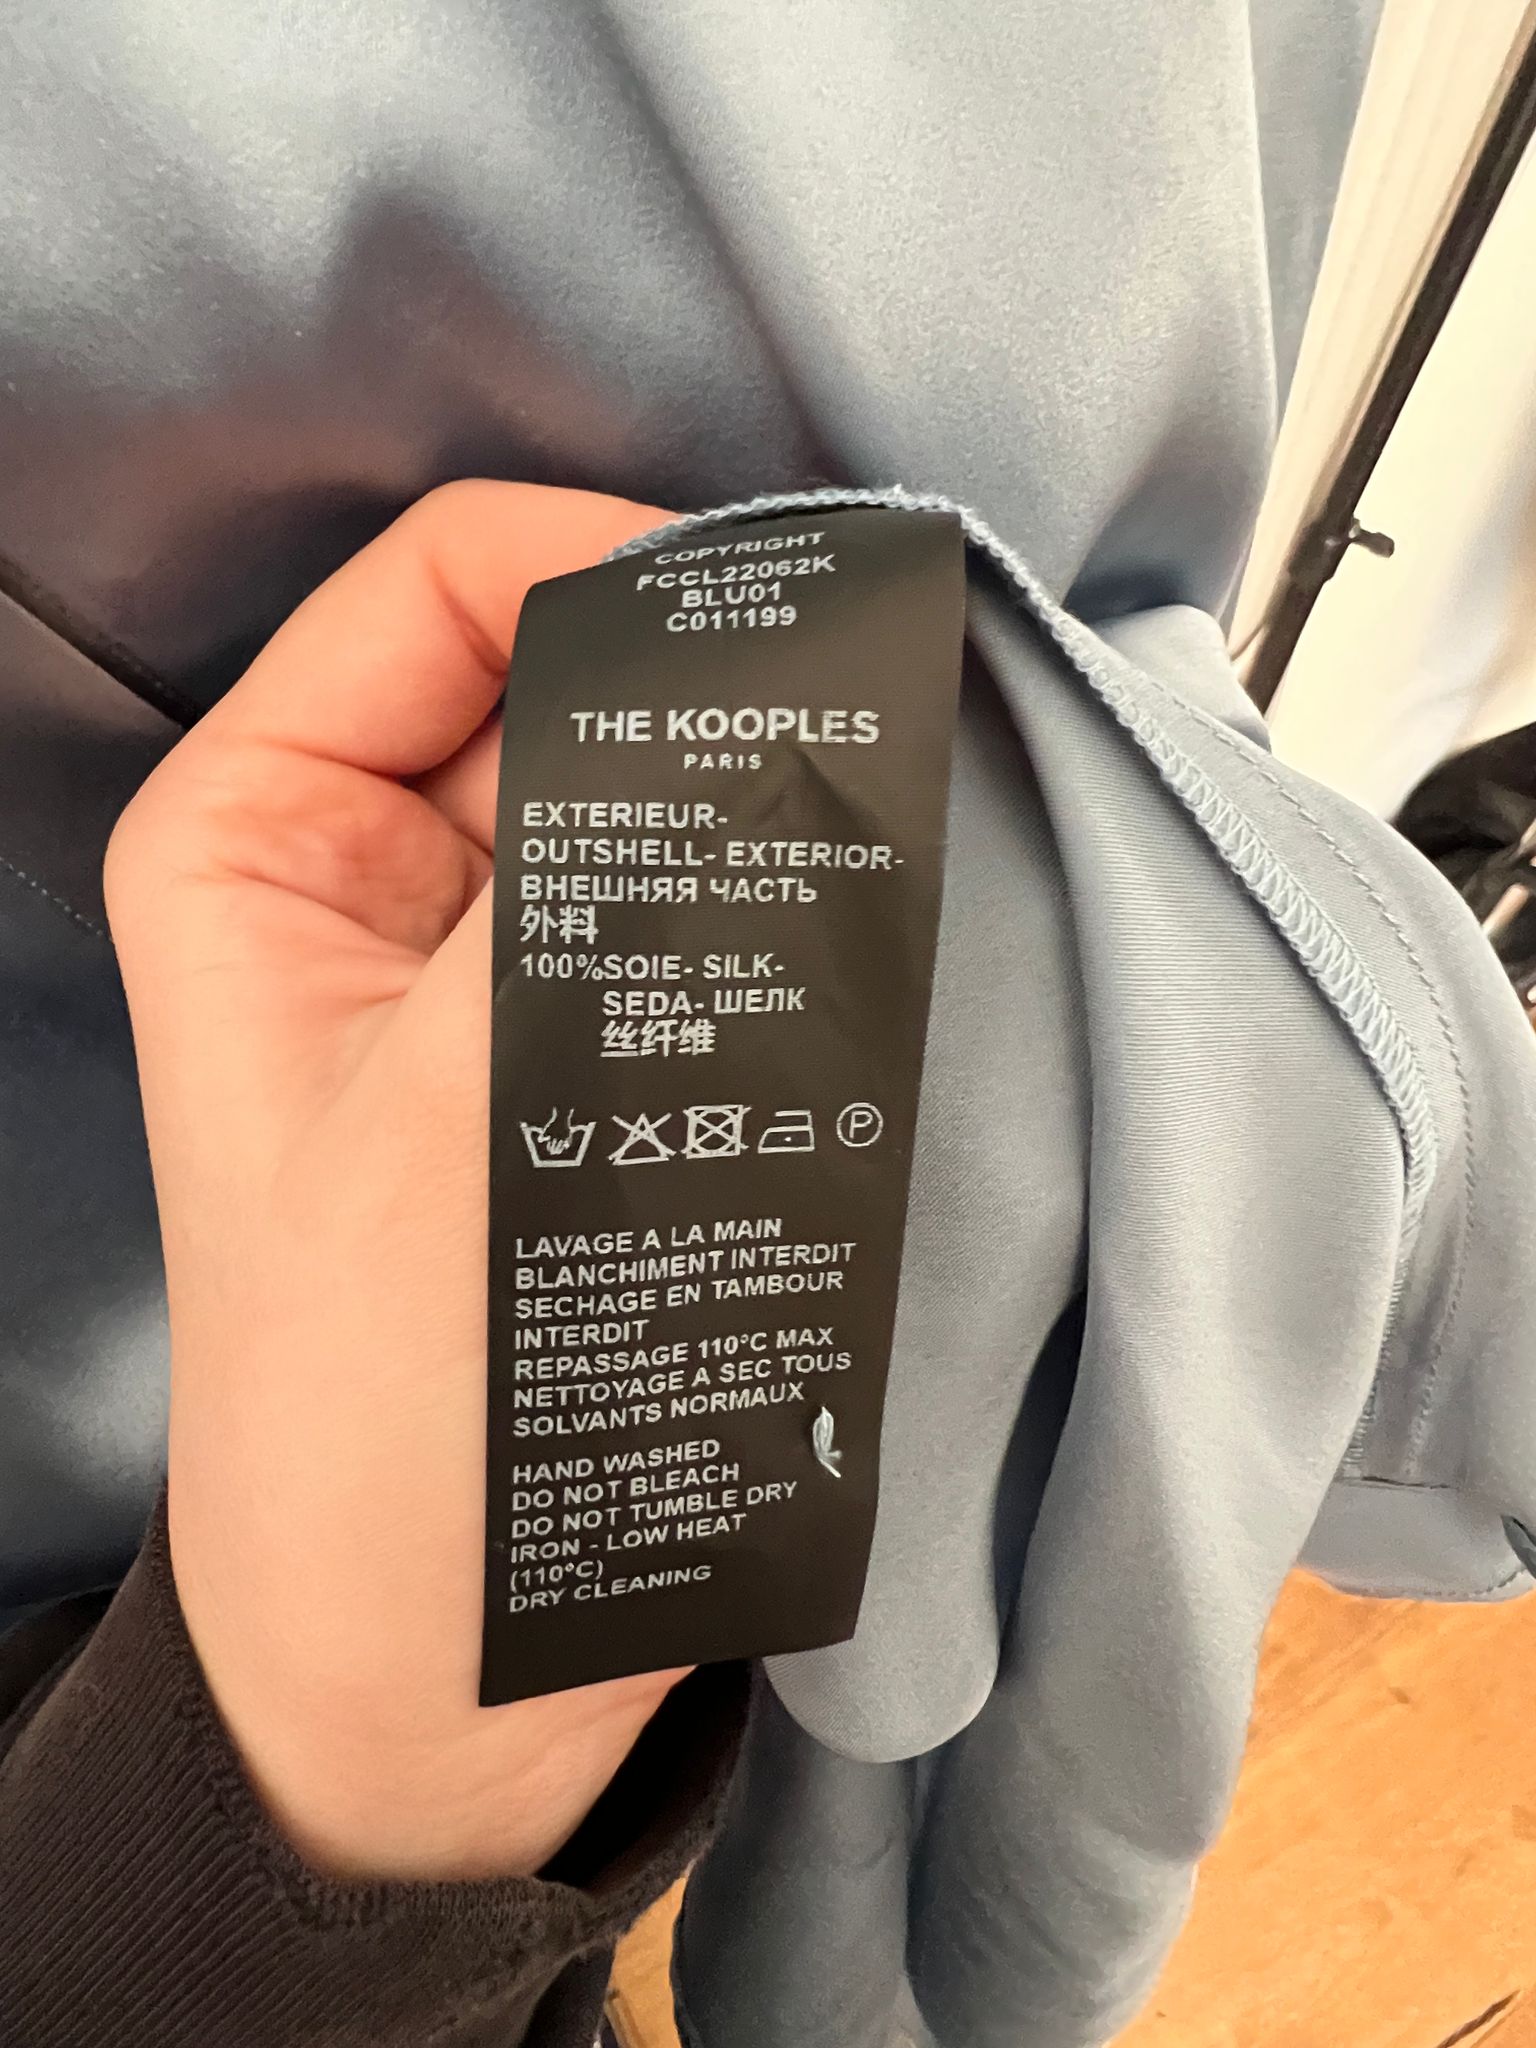 COPYRIGHT
FCCL22062K
BLU01
C011199
THE KOOPLES
PARIS
EXTERIEUR-
OUTSHELL- EXTERIOR-
ВНЕШНЯЯ ЧАСТЬ
外料
100%SOIE- SILK-
SEDA- ШЕЛК
丝纤维
P
LAVAGE A LA MAIN
BLANCHIMENT INTERDIT
SECHAGE EN TAMBOUR
INTERDIT
REPASSAGE 110°C MAX
NETTOYAGE A SEC TOUS
SOLVANTS NORMAUX
HAND WASHED
DO NOT BLEACH
DO NOT TUMBLE DRY
IRON - LOW HEAT
(110°C)
DRY CLEANING